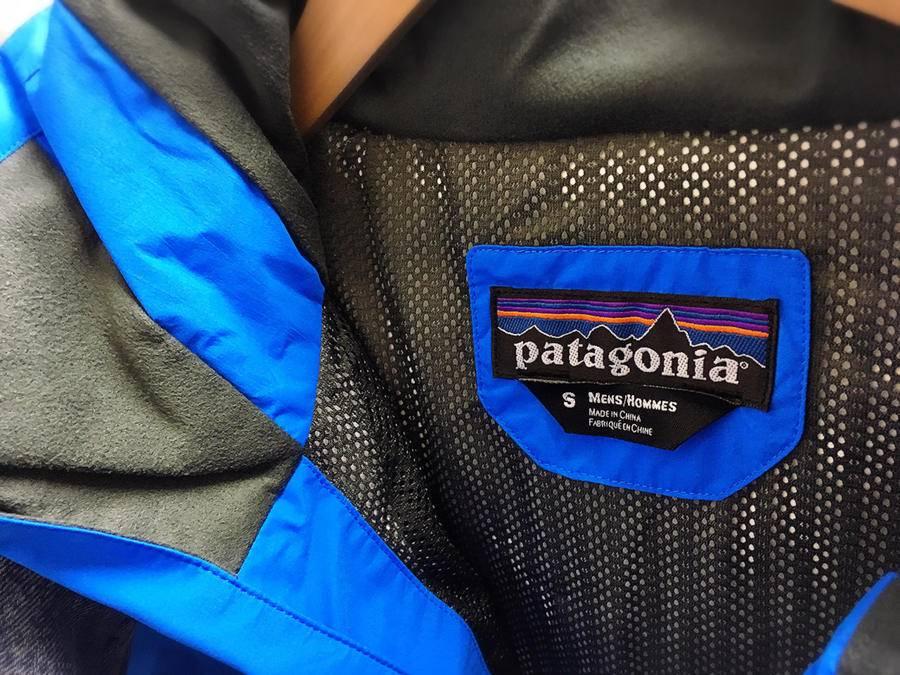 patagonia®
S MENS/HOMMES
MADE IN CHINA
FABRIQUÉ EN CHINE